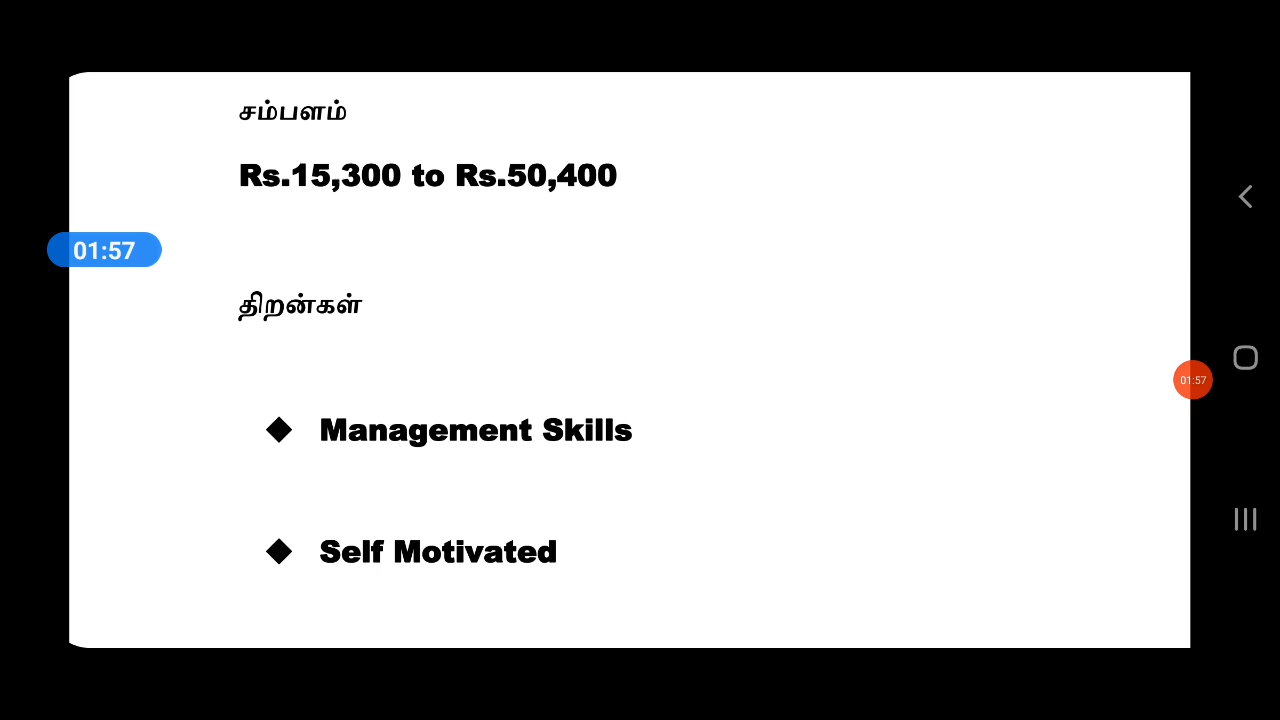 சம்பளம்
Rs.15,300 to Rs.50,400
01:57
திறன்கள்
01:57
◆ Management Skills
◆ Self Motivated